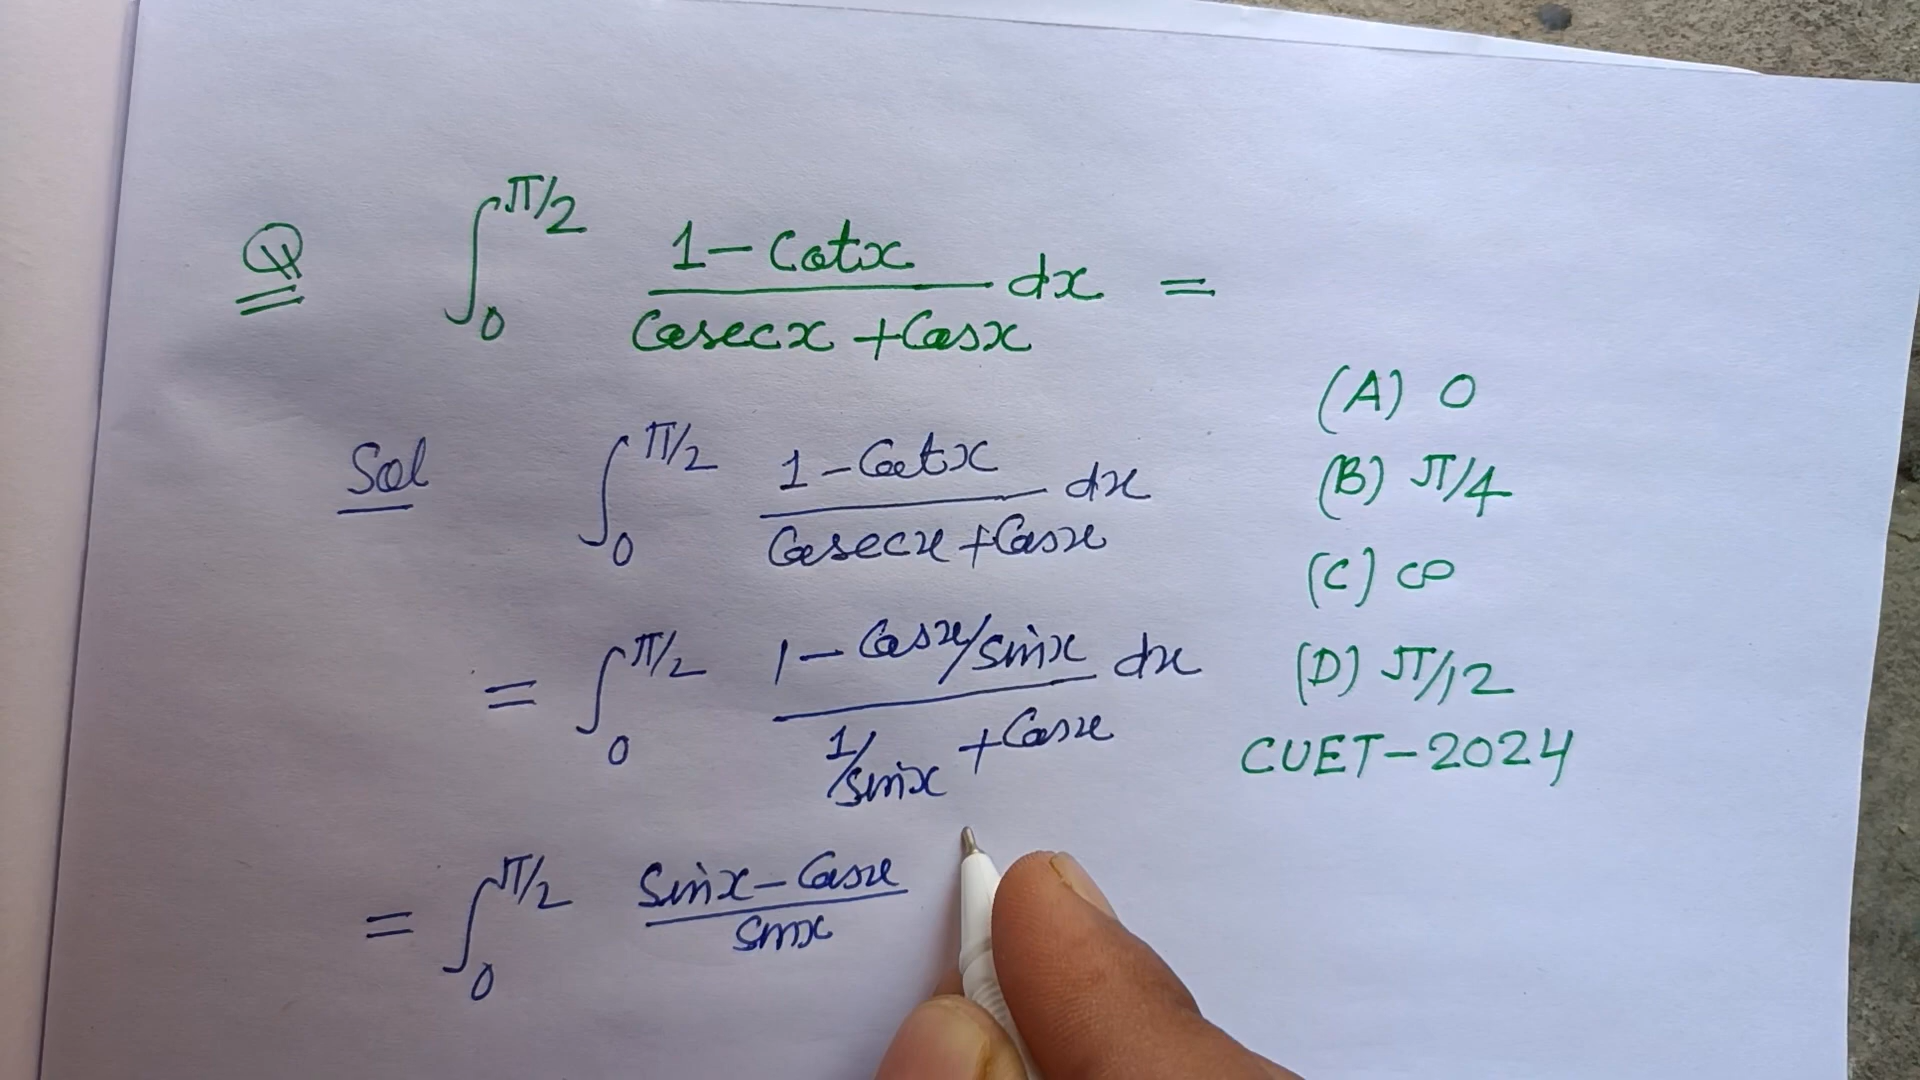 Q ∫₀^π/2 (1 - Cotx)/(Cosecx + Cosx) dx =
(A) 0
(B) π/4
(C) ∞
(D) π/12
CUET-2024
Sol ∫₀^π/2 (1 - Cotx)/(Cosecx + Cosx) dx
= ∫₀^π/2 (1 - Cosx/sinx)/(1/sinx + Cosx) dx
= ∫₀^π/2 (Sinx - Cosx)/sinx